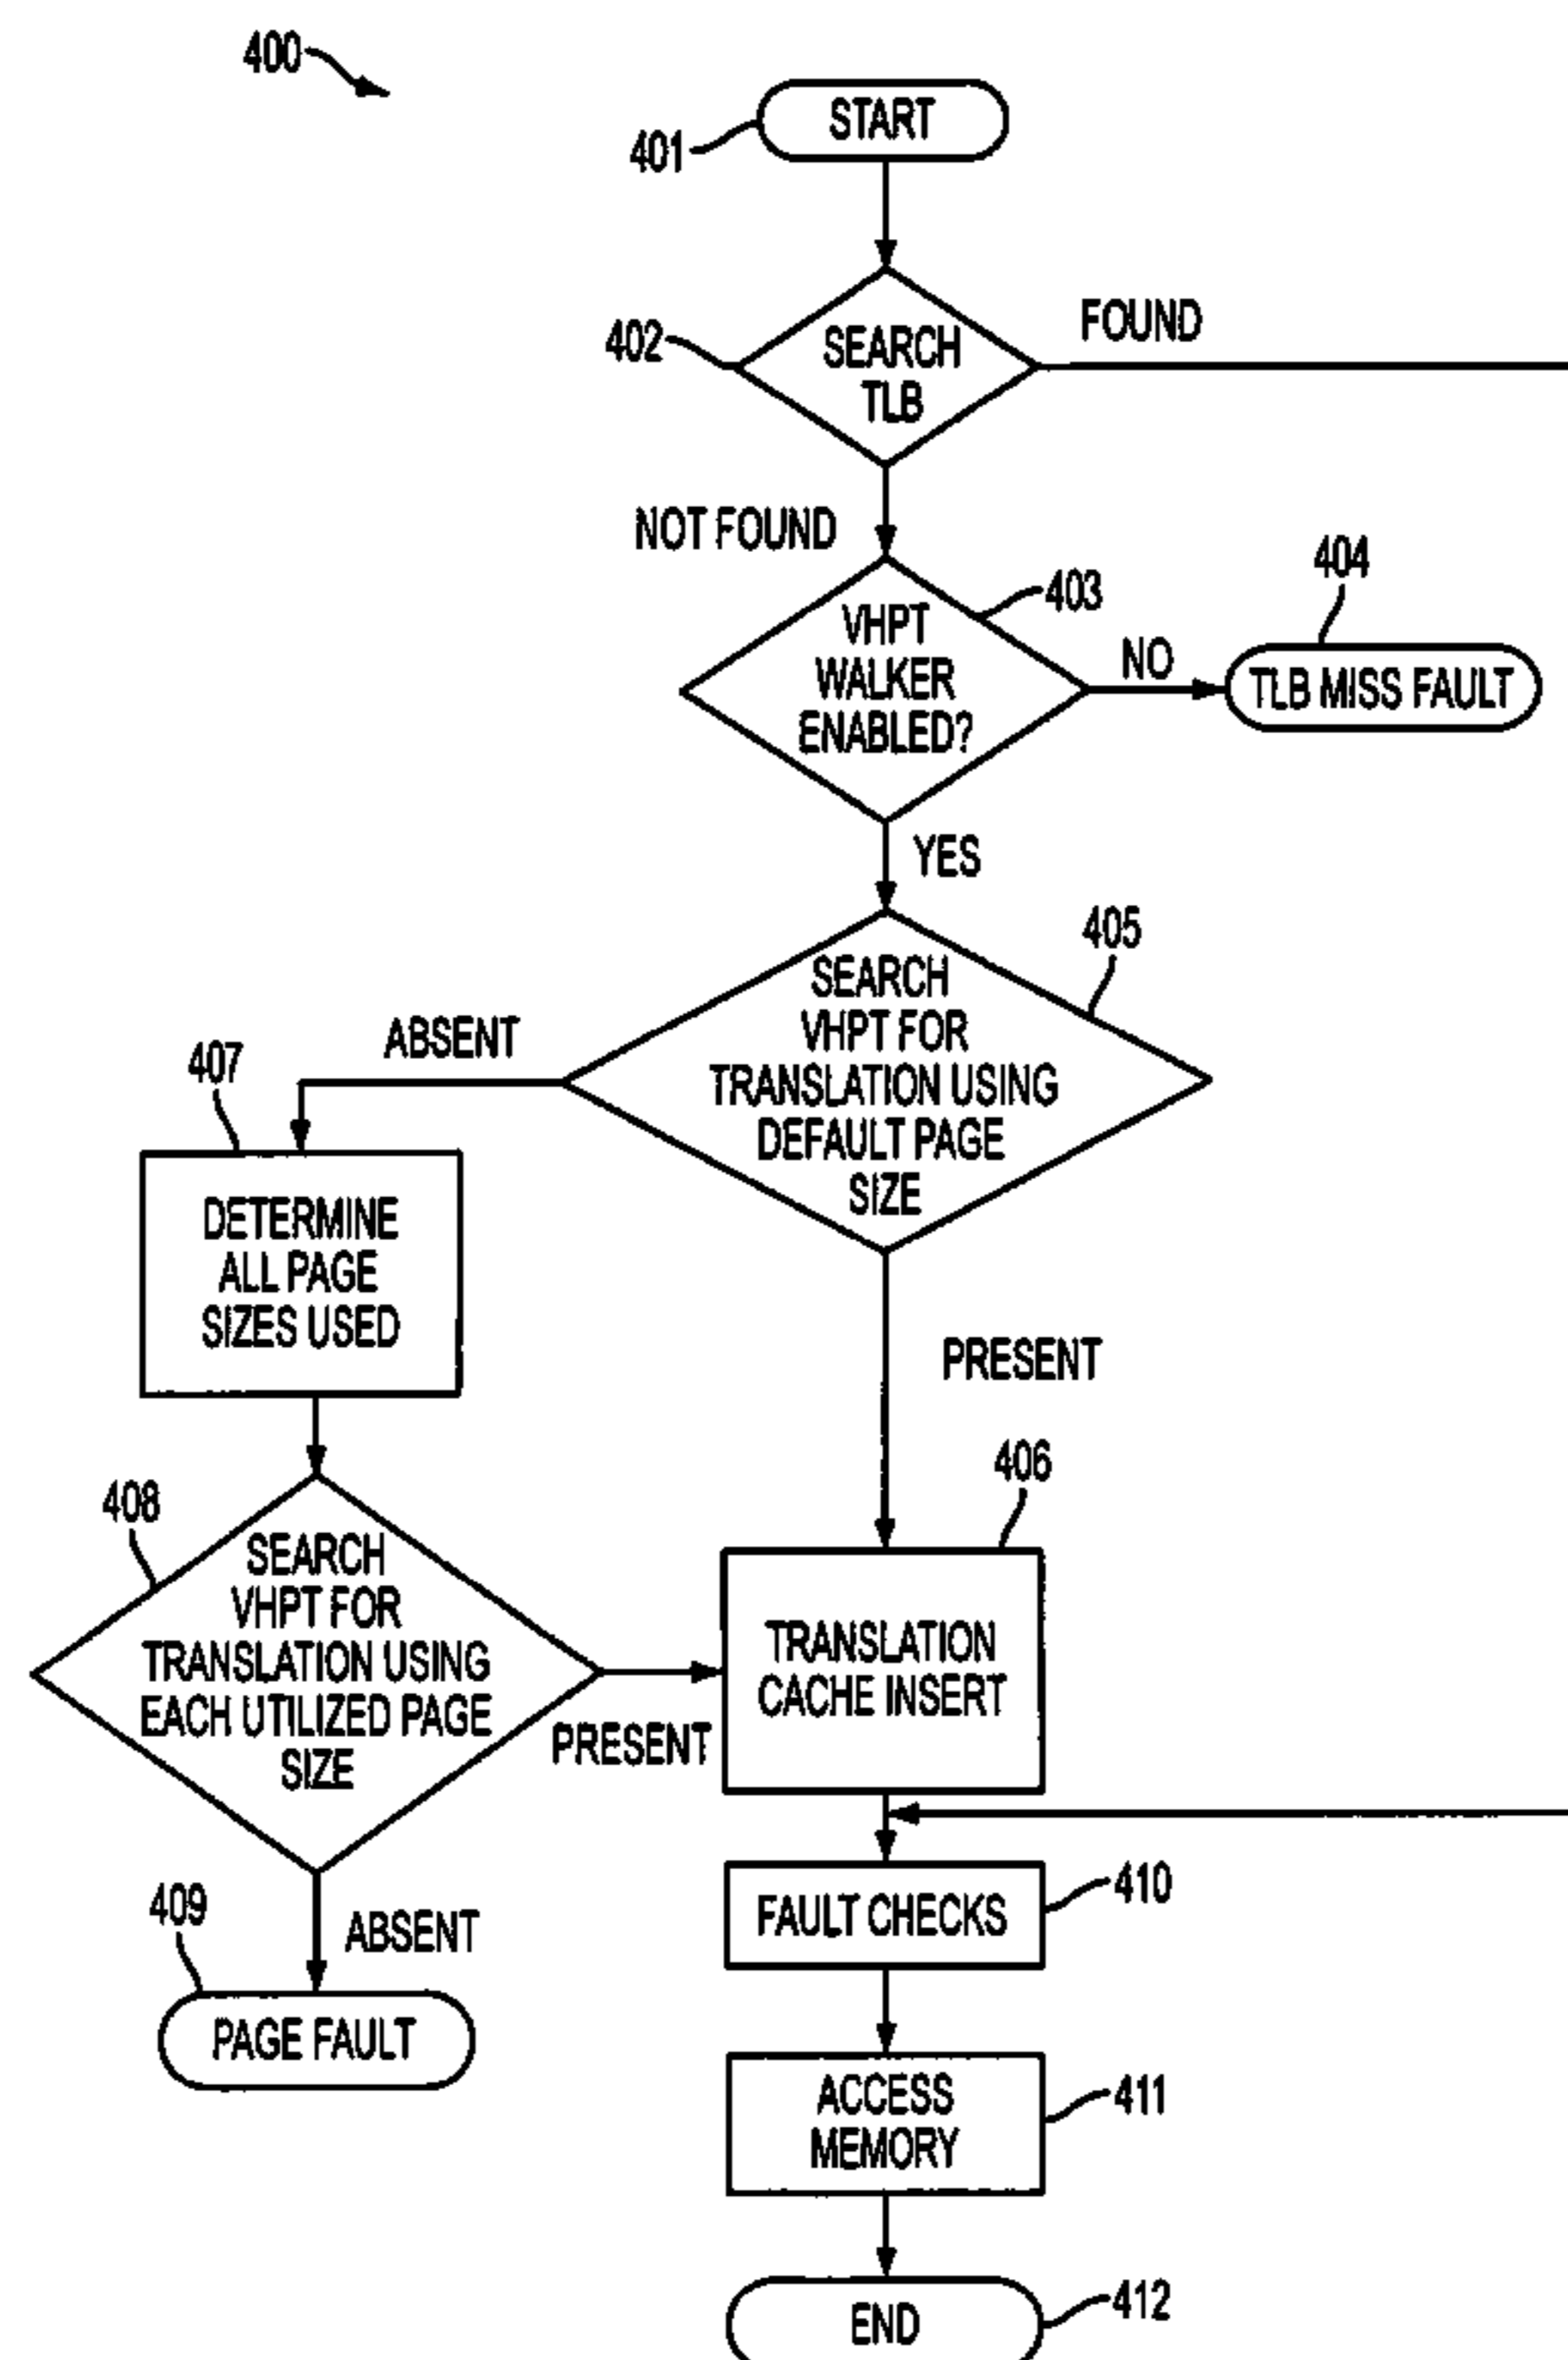 400
START
401
402
SEARCH
TLB
FOUND
NOT FOUND
403
VHPT
WALKER
ENABLED?
NO
404
TLB MISS FAULT
YES
405
SEARCH
VHPT FOR
TRANSLATION USING
DEFAULT PAGE
SIZE
ABSENT
407
DETERMINE
ALL PAGE
SIZES USED
PRESENT
406
408
SEARCH
VHPT FOR
TRANSLATION USING
EACH UTILIZED PAGE
SIZE
PRESENT
TRANSLATION
CACHE INSERT
409
ABSENT
PAGE FAULT
FAULT CHECKS
410
ACCESS
MEMORY
411
END
412